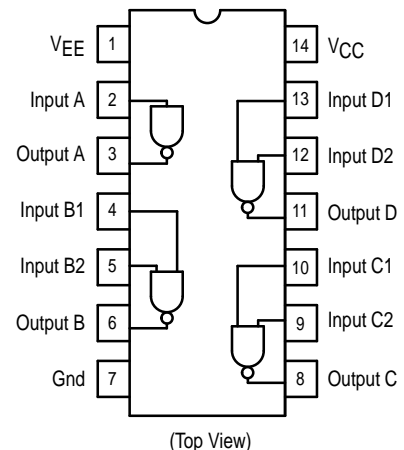 VEE 1
14 VCC
Input A 2
13 Input D1
Output A 3
12 Input D2
Input B1 4
11 Output D
Input B2 5
10 Input C1
Output B 6
9 Input C2
Gnd 7
8 Output C
(Top View)